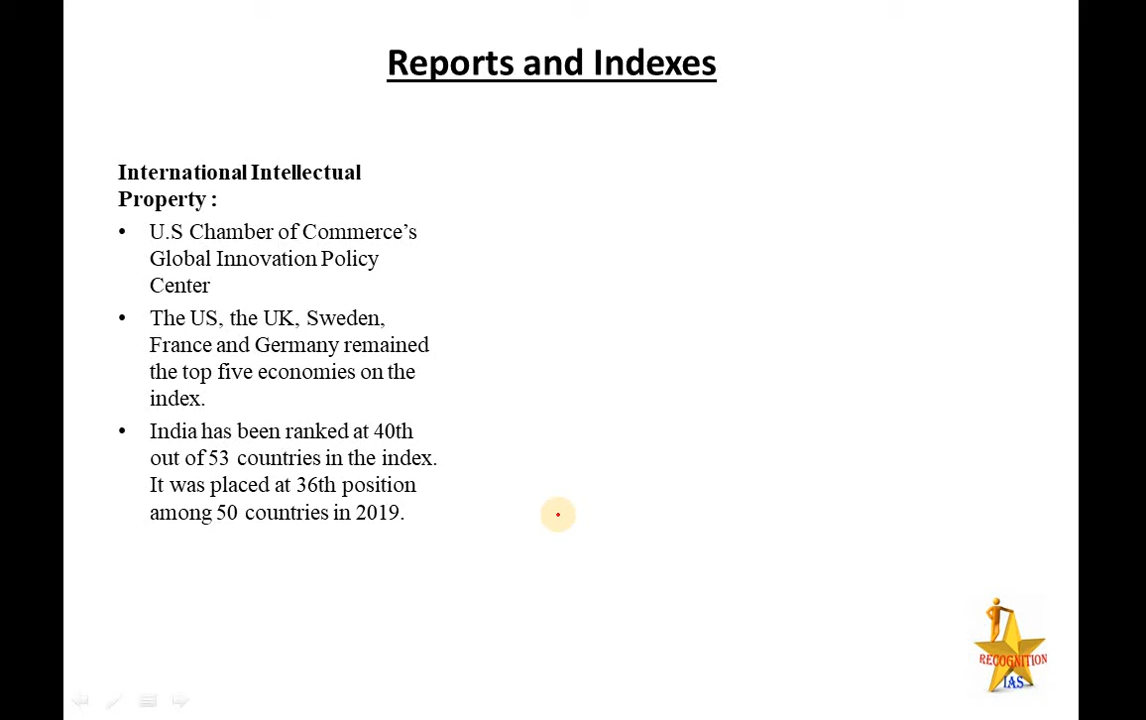 Reports and Indexes
International Intellectual
Property :
• U.S Chamber of Commerce’s
Global Innovation Policy
Center
• The US, the UK, Sweden,
France and Germany remained
the top five economies on the
index.
• India has been ranked at 40th
out of 53 countries in the index.
It was placed at 36th position
among 50 countries in 2019.
RECOGNITION
IAS